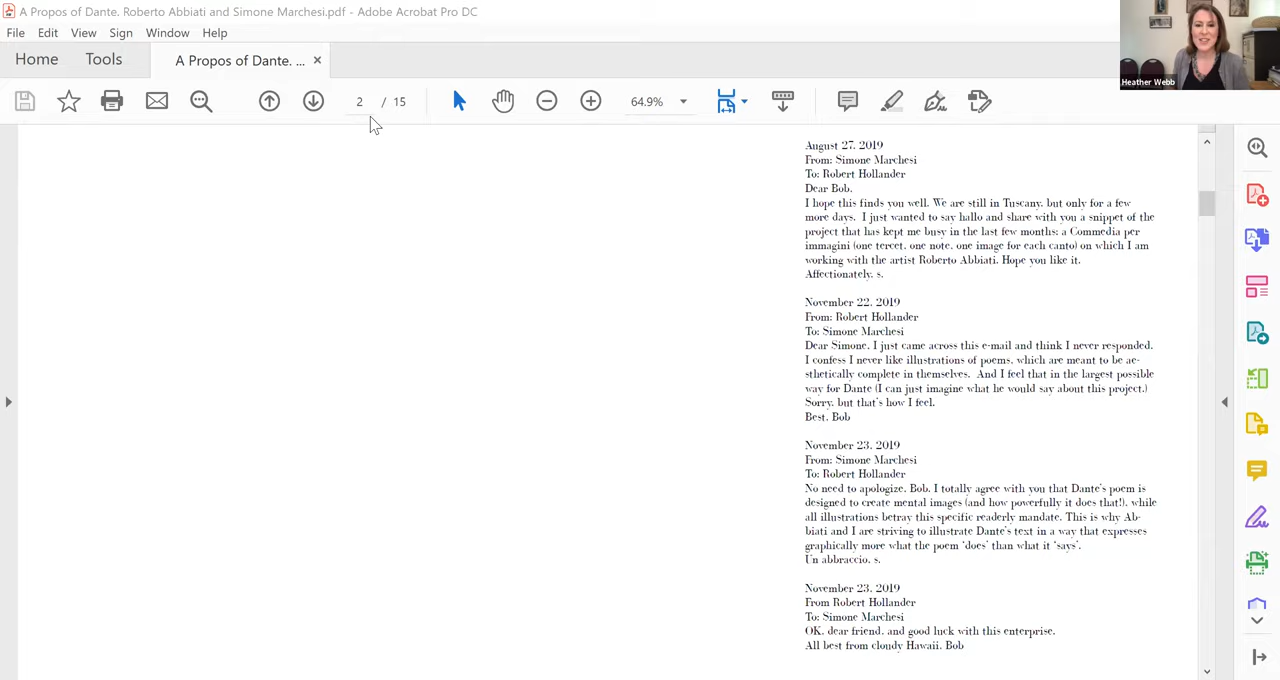 A Propos of Dante. Roberto Abbiati and Simone Marchesi.pdf - Adobe Acrobat Pro DC
File Edit View Sign Window Help
Home Tools A Propos of Dante. ... ×
2 / 15 64.9%
Heather Webb
August 27, 2019
From: Simone Marchesi
To: Robert Hollander
Dear Bob,
I hope this finds you well. We are still in Tuscany, but only for a few
more days. I just wanted to say hallo and share with you a snippet of the
project that has kept me busy in the last few months: a Commedia per
immagini (one tercet, one note, one image for each canto) on which I am
working with the artist Roberto Abbiati. Hope you like it.
Affectionately, s.
November 22, 2019
From: Robert Hollander
To: Simone Marchesi
Dear Simone, I just came across this e-mail and think I never responded.
I confess I never like illustrations of poems, which are meant to be ae-
sthetically complete in themselves. And I feel that in the largest possible
way for Dante (I can just imagine what he would say about this project.)
Sorry, but that's how I feel.
Best, Bob
November 23, 2019
From: Simone Marchesi
To: Robert Hollander
No need to apologize, Bob. I totally agree with you that Dante's poem is
designed to create mental images (and how powerfully it does that!), while
all illustrations betray this specific readerly mandate. This is why Ab-
biati and I are striving to illustrate Dante's text in a way that expresses
graphically more what the poem 'does' than what it 'says'.
Un abbraccio, s.
November 23, 2019
From Robert Hollander
To: Simone Marchesi
OK, dear friend, and good luck with this enterprise.
All best from cloudy Hawaii, Bob